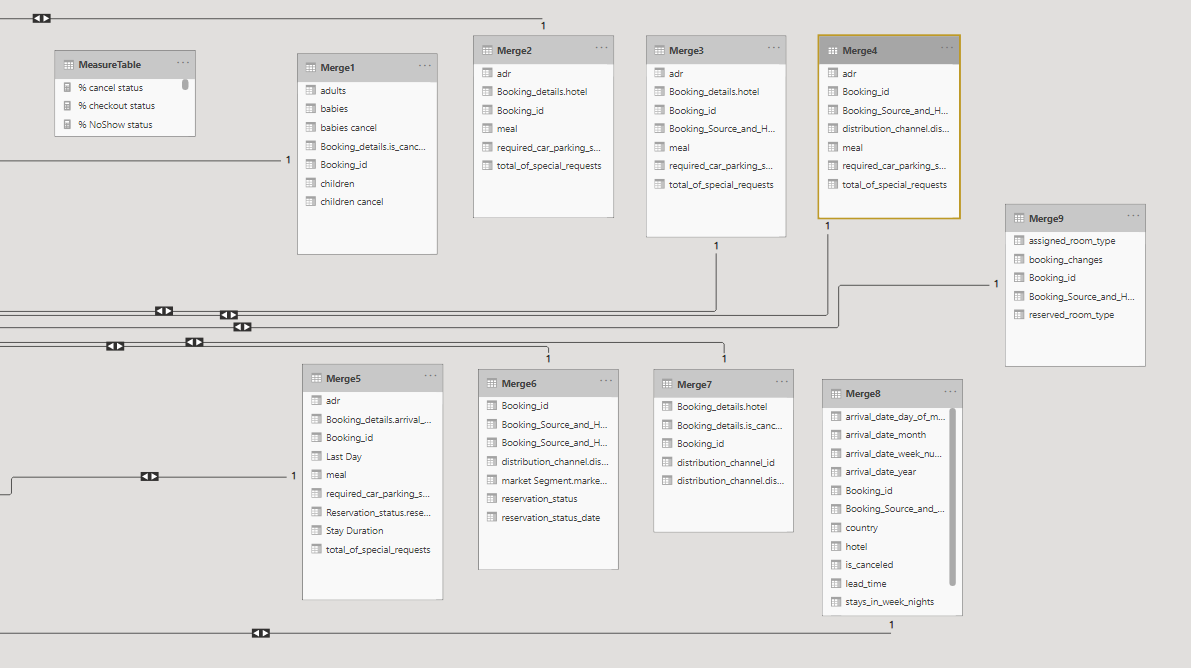 MeasureTable
% cancel status
% checkout status
% NoShow status
1
Merge1
adults
babies
babies cancel
Booking_details.is_canc...
Booking_id
children
children cancel
1
Merge2
adr
Booking_details.hotel
Booking_id
meal
required_car_parking_s...
total_of_special_requests
Merge3
adr
Booking_details.hotel
Booking_id
Booking_Source_and_H...
meal
required_car_parking_s...
total_of_special_requests
1
Merge4
adr
Booking_id
Booking_Source_and_H...
distribution_channel.dis...
meal
required_car_parking_s...
total_of_special_requests
1
1
Merge9
assigned_room_type
booking_changes
Booking_id
Booking_Source_and_H...
reserved_room_type
1
Merge5
adr
Booking_details.arrival_...
Booking_id
Last Day
meal
required_car_parking_s...
Reservation_status.rese...
Stay Duration
total_of_special_requests
1
Merge6
Booking_id
Booking_Source_and_H...
Booking_Source_and_H...
distribution_channel.dis...
market Segment.marke...
reservation_status
reservation_status_date
1
Merge7
Booking_details.hotel
Booking_details.is_canc...
Booking_id
distribution_channel_id
distribution_channel.dis...
Merge8
arrival_date_day_of_m...
arrival_date_month
arrival_date_week_nu...
arrival_date_year
Booking_id
Booking_Source_and_...
country
hotel
is_canceled
lead_time
stays_in_week_nights
1